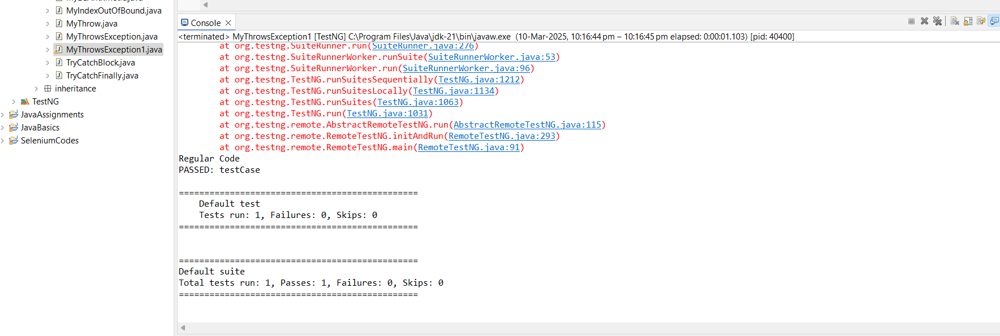 MyIndexOutOfBound.java
MyThrow.java
MyThrowsException.java
MyThrowsException1.java
TryCatchBlock.java
TryCatchFinally.java
inheritance
TestNG
JavaAssignments
JavaBasics
SeleniumCodes
Console
<terminated> MyThrowsException1 [TestNG] C:\Program Files\Java\jdk-21\bin\javaw.exe (10-Mar-2025, 10:16:44 pm – 10:16:45 pm elapsed: 0:00:01.103) [pid: 40400]
at org.testng.SuiteRunner.run(SuiteRunner.java:276)
at org.testng.SuiteRunnerWorker.runSuite(SuiteRunnerWorker.java:53)
at org.testng.SuiteRunnerWorker.run(SuiteRunnerWorker.java:96)
at org.testng.TestNG.runSuitesSequentially(TestNG.java:1212)
at org.testng.TestNG.runSuitesLocally(TestNG.java:1134)
at org.testng.TestNG.runSuites(TestNG.java:1063)
at org.testng.TestNG.run(TestNG.java:1031)
at org.testng.remote.AbstractRemoteTestNG.run(AbstractRemoteTestNG.java:115)
at org.testng.remote.RemoteTestNG.initAndRun(RemoteTestNG.java:293)
at org.testng.remote.RemoteTestNG.main(RemoteTestNG.java:91)
Regular Code
PASSED: testCase
===============================================
Default test
Tests run: 1, Failures: 0, Skips: 0
===============================================
===============================================
Default suite
Total tests run: 1, Passes: 1, Failures: 0, Skips: 0
===============================================